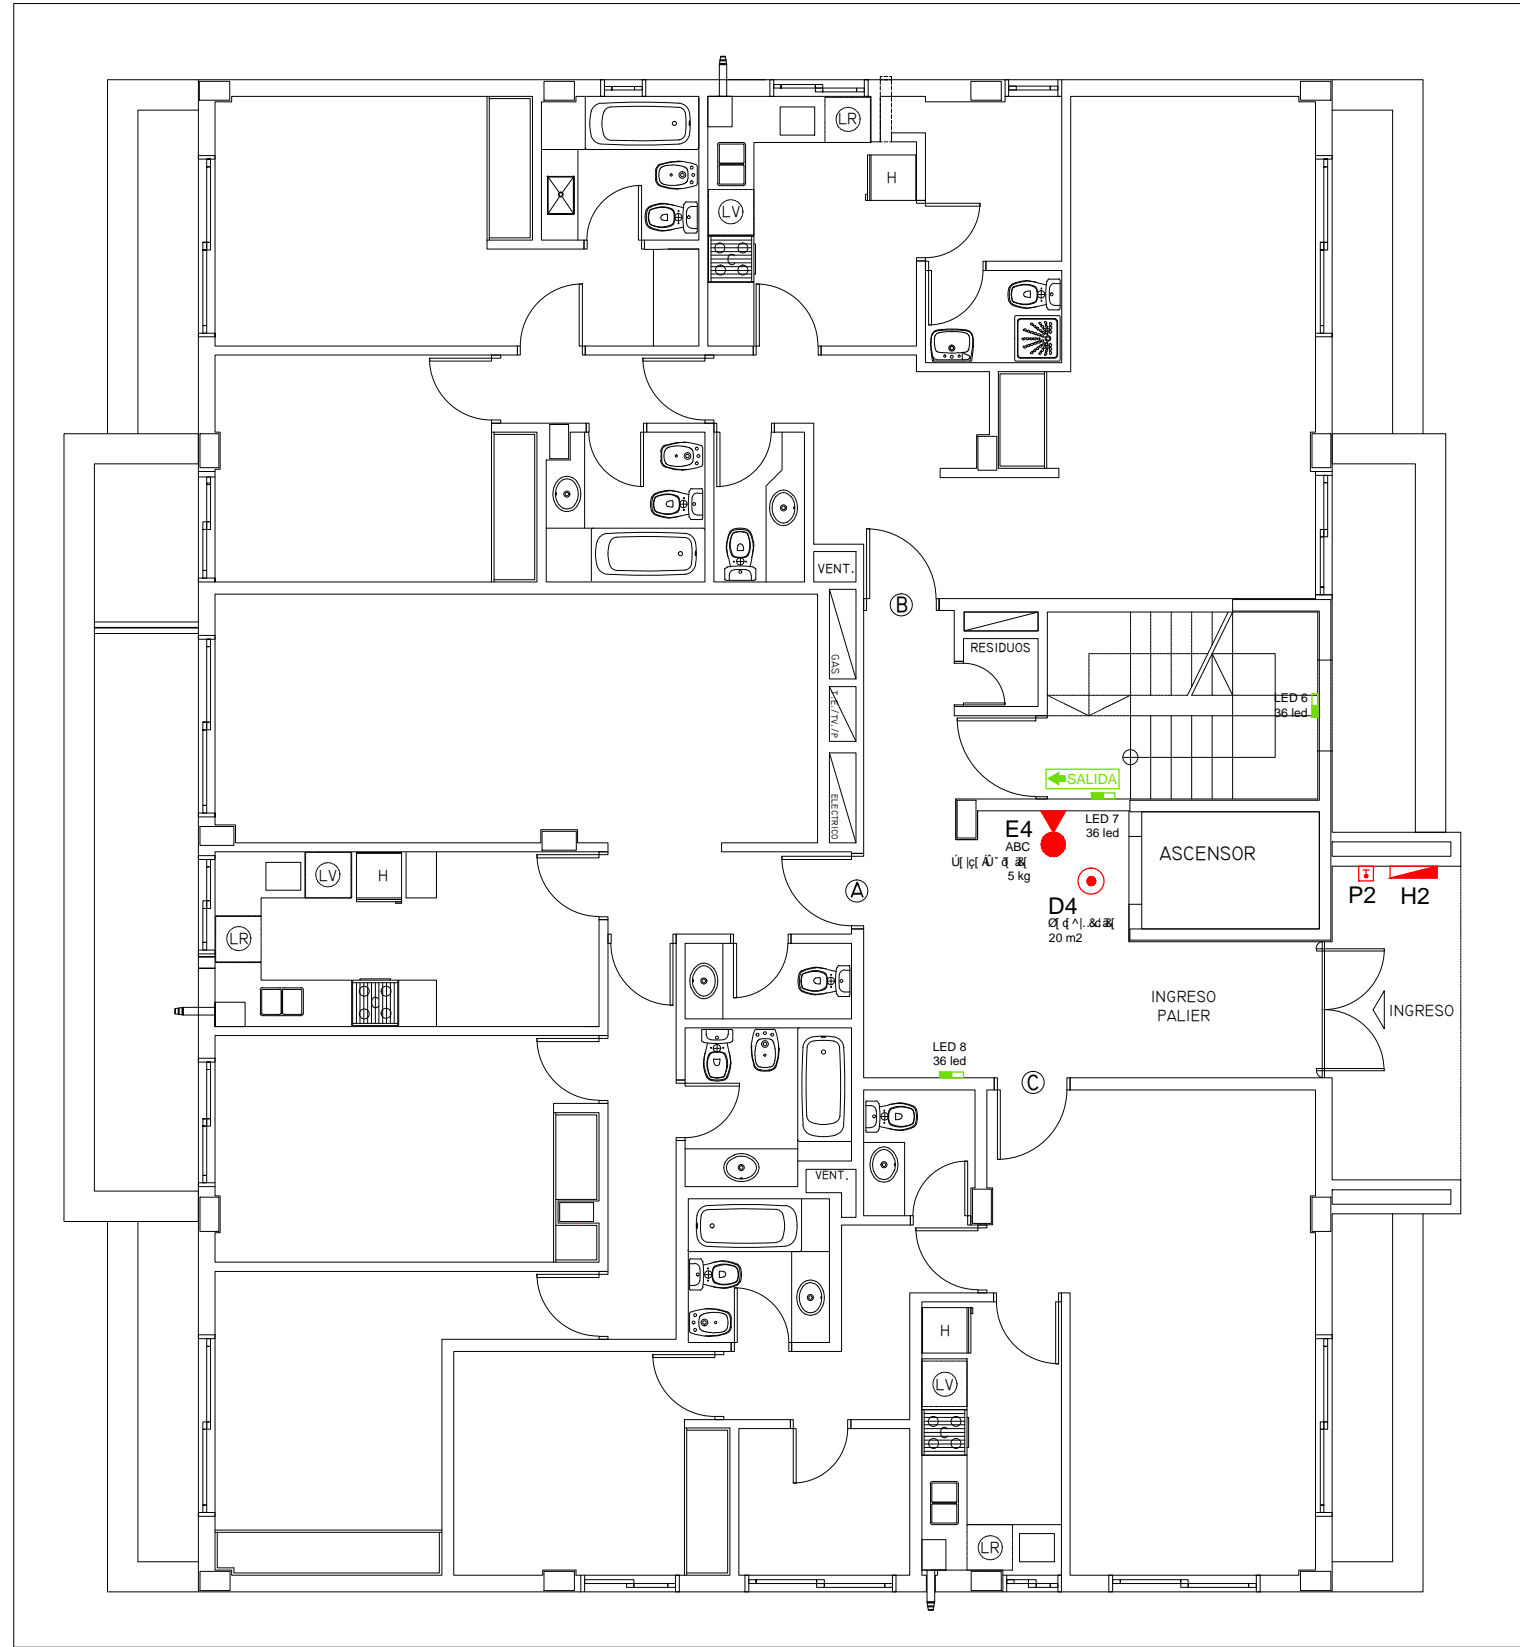 LR
H
LV
C
VENT.
B
GAS
T.E./TV./P
ELECTRICO
RESIDUOS
LED 6
36 led
SALIDA
LED 7
36 led
E4
ABC
5 kg
D4
20 m2
ASCENSOR
P2
H2
A
LV
H
LR
C
INGRESO
PALIER
INGRESO
LED 8
36 led
C
VENT.
H
LV
C
LR